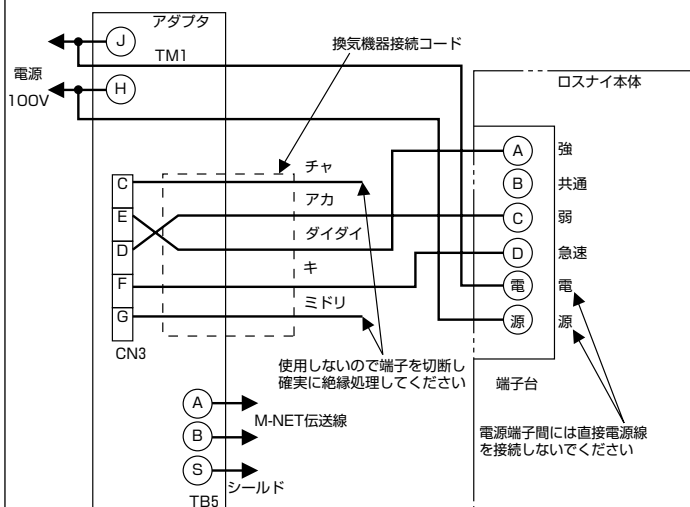 アダプタ
J
TM1
換気機器接続コード
電源
100V
H
ロスナイ本体
A
強
B
共通
C
弱
D
急速
電
電
源
源
端子台
C
チャ
E
アカ
D
ダイダイ
F
キ
G
ミドリ
CN3
使用しないので端子を切断し
確実に絶縁処理してください
電源端子間には直接電源線
を接続しないでください
A
M-NET伝送線
B
S
シールド
TB5